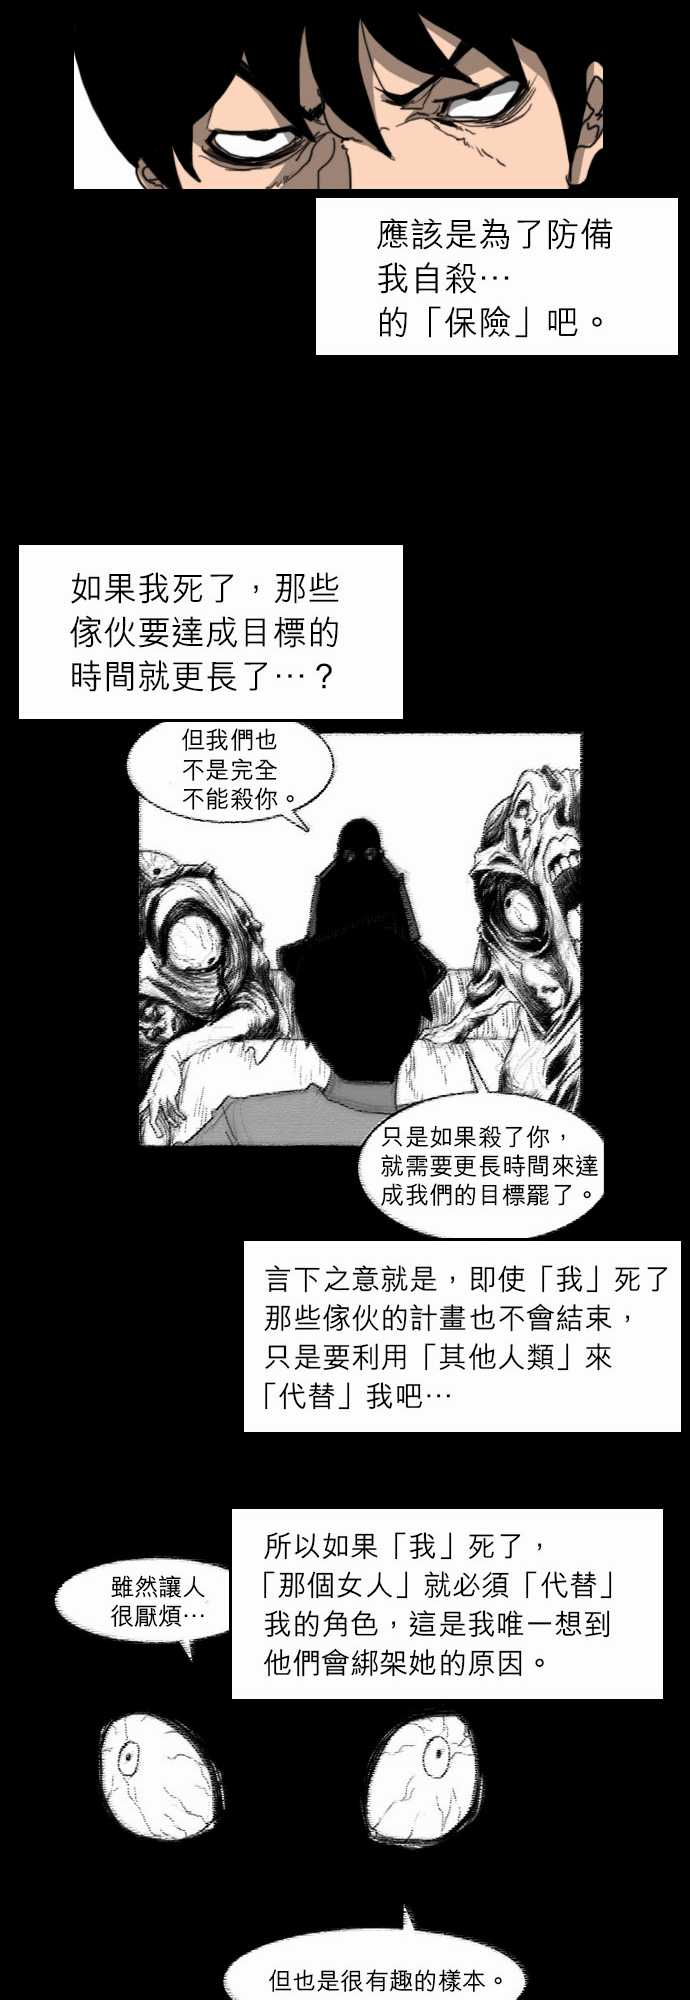 應該是為了防備
我自殺⋯
的「保險」吧。
如果我死了，那些
傢伙要達成目標的
時間就更長了⋯？
但我們也
不是完全
不能殺你。
只是如果殺了你，
就需要更長時間來達
成我們的目標罷了。
言下之意就是，即使「我」死了
那些傢伙的計畫也不會結束，
只是要利用「其他人類」來
「代替」我吧⋯
所以如果「我」死了，
「那個女人」就必須「代替」
我的角色，這是我唯一想到
他們會綁架她的原因。
雖然讓人
很厭煩⋯
但也是很有趣的樣本。